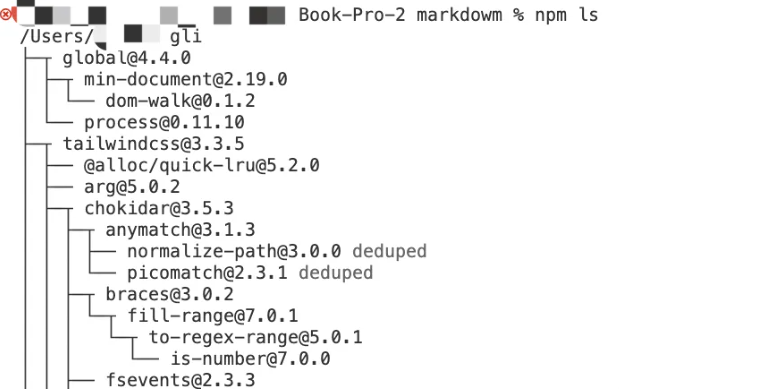 Book-Pro-2 markdowm % npm ls
/Users/ gli
global@4.4.0
min-document@2.19.0
dom-walk@0.1.2
process@0.11.10
tailwindcss@3.3.5
@alloc/quick-lru@5.2.0
arg@5.0.2
chokidar@3.5.3
anymatch@3.1.3
normalize-path@3.0.0 deduped
picomatch@2.3.1 deduped
braces@3.0.2
fill-range@7.0.1
to-regex-range@5.0.1
is-number@7.0.0
fsevents@2.3.3